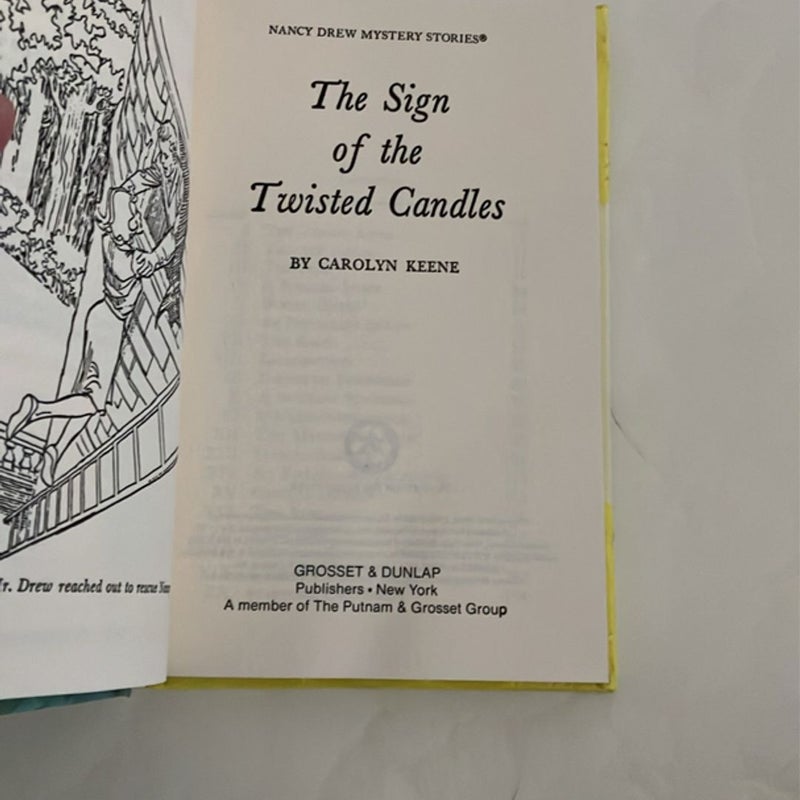 NANCY DREW MYSTERY STORIES®
The Sign
of the
Twisted Candles
BY CAROLYN KEENE
GROSSET & DUNLAP
Publishers • New York
A member of The Putnam & Grosset Group
Drew reached out to rescue